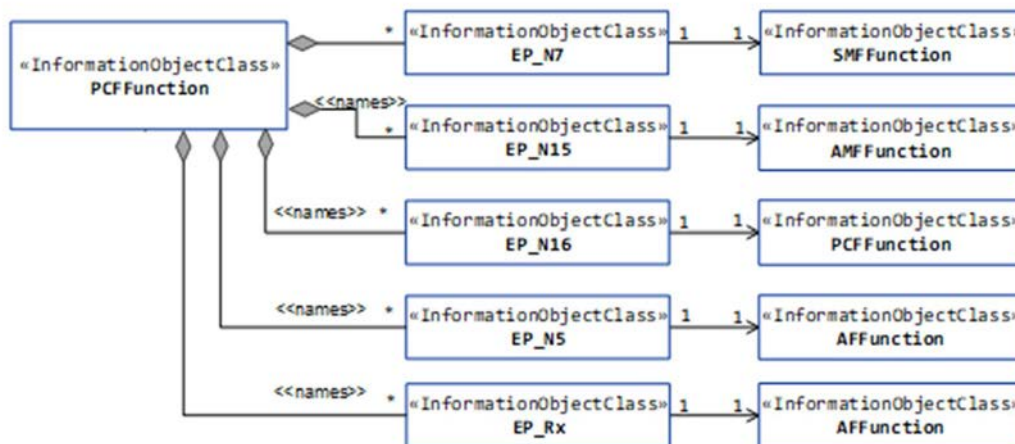 «InformationObjectClass»
PCFFunction
* «InformationObjectClass» 1 1 «InformationObjectClass»
EP_N7 SMFFunction
<<names>>
* «InformationObjectClass» 1 1 «InformationObjectClass»
EP_N15 AMFFunction
<<names>> * «InformationObjectClass» 1 1 «InformationObjectClass»
EP_N16 PCFFunction
<<names>> * «InformationObjectClass» 1 1 «InformationObjectClass»
EP_N5 AFFunction
<<names>> * «InformationObjectClass» 1 1 «InformationObjectClass»
EP_Rx AFFunction